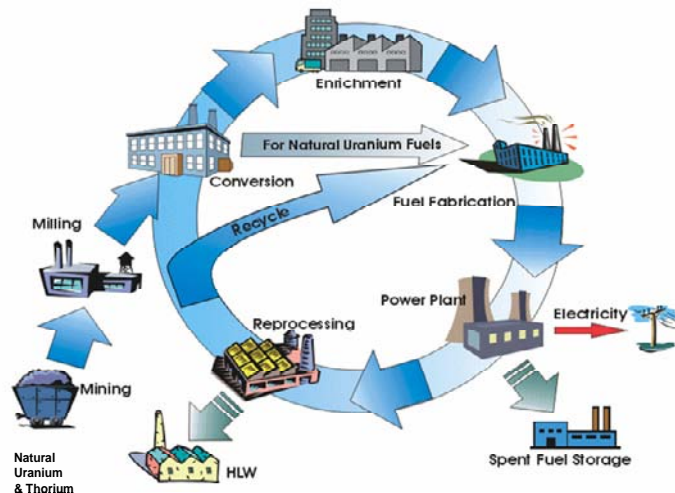 Enrichment
For Natural Uranium Fuels
Conversion
Fuel Fabrication
Milling
Recycle
Power Plant
Electricity
Reprocessing
Mining
HLW
Spent Fuel Storage
Natural
Uranium
& Thorium